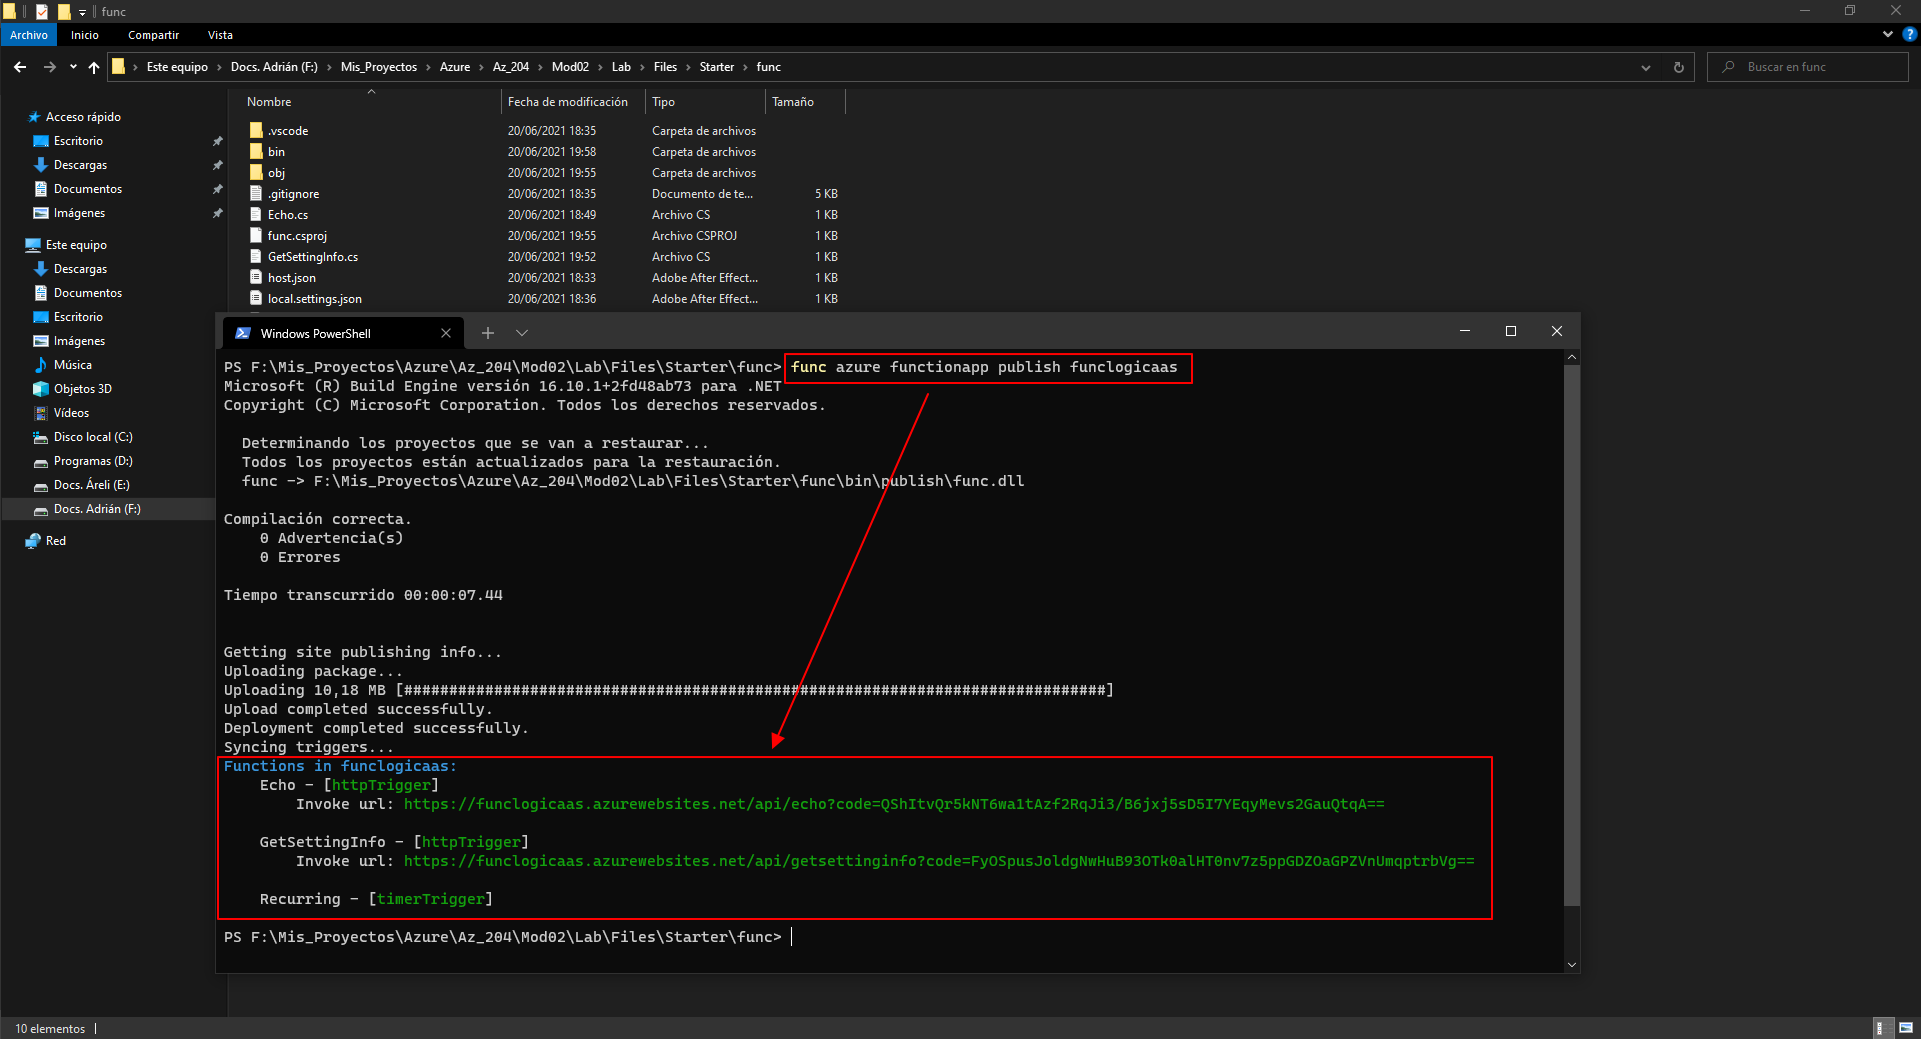 func
Archivo Inicio Compartir Vista
Este equipo > Docs. Adrián (F:) > Mis_Proyectos > Azure > Az_204 > Mod02 > Lab > Files > Starter > func
Buscar en func
Acceso rápido
Escritorio
Descargas
Documentos
Imágenes
Este equipo
Descargas
Documentos
Escritorio
Imágenes
Música
Objetos 3D
Vídeos
Disco local (C:)
Programas (D:)
Docs. Áreli (E:)
Docs. Adrián (F:)
Red
Nombre Fecha de modificación Tipo Tamaño
.vscode 20/06/2021 18:35 Carpeta de archivos
bin 20/06/2021 19:58 Carpeta de archivos
obj 20/06/2021 19:55 Carpeta de archivos
.gitignore 20/06/2021 18:35 Documento de te... 5 KB
Echo.cs 20/06/2021 18:49 Archivo CS 1 KB
func.csproj 20/06/2021 19:55 Archivo CSPROJ 1 KB
GetSettingInfo.cs 20/06/2021 19:52 Archivo CS 1 KB
host.json 20/06/2021 18:33 Adobe After Effect... 1 KB
local.settings.json 20/06/2021 18:36 Adobe After Effect... 1 KB
Windows PowerShell
PS F:\Mis_Proyectos\Azure\Az_204\Mod02\Lab\Files\Starter\func> func azure functionapp publish funclogicaas
Microsoft (R) Build Engine versión 16.10.1+2fd48ab73 para .NET
Copyright (C) Microsoft Corporation. Todos los derechos reservados.
Determinando los proyectos que se van a restaurar...
Todos los proyectos están actualizados para la restauración.
func -> F:\Mis_Proyectos\Azure\Az_204\Mod02\Lab\Files\Starter\func\bin\publish\func.dll
Compilación correcta.
0 Advertencia(s)
0 Errores
Tiempo transcurrido 00:00:07.44
Getting site publishing info...
Uploading package...
Uploading 10,18 MB [##############################################################################]
Upload completed successfully.
Deployment completed successfully.
Syncing triggers...
Functions in funclogicaas:
Echo - [httpTrigger]
Invoke url: https://funclogicaas.azurewebsites.net/api/echo?code=QShItvQr5kNT6wa1tAzf2RqJi3/B6jxj5sD5I7YEqyMevs2GauQtqA==
GetSettingInfo - [httpTrigger]
Invoke url: https://funclogicaas.azurewebsites.net/api/getsettinginfo?code=FyOSpusJoldgNwHuB93OTk0alHT0nv7z5ppGDZOaGPZVnUmqptrbVg==
Recurring - [timerTrigger]
PS F:\Mis_Proyectos\Azure\Az_204\Mod02\Lab\Files\Starter\func>
10 elementos